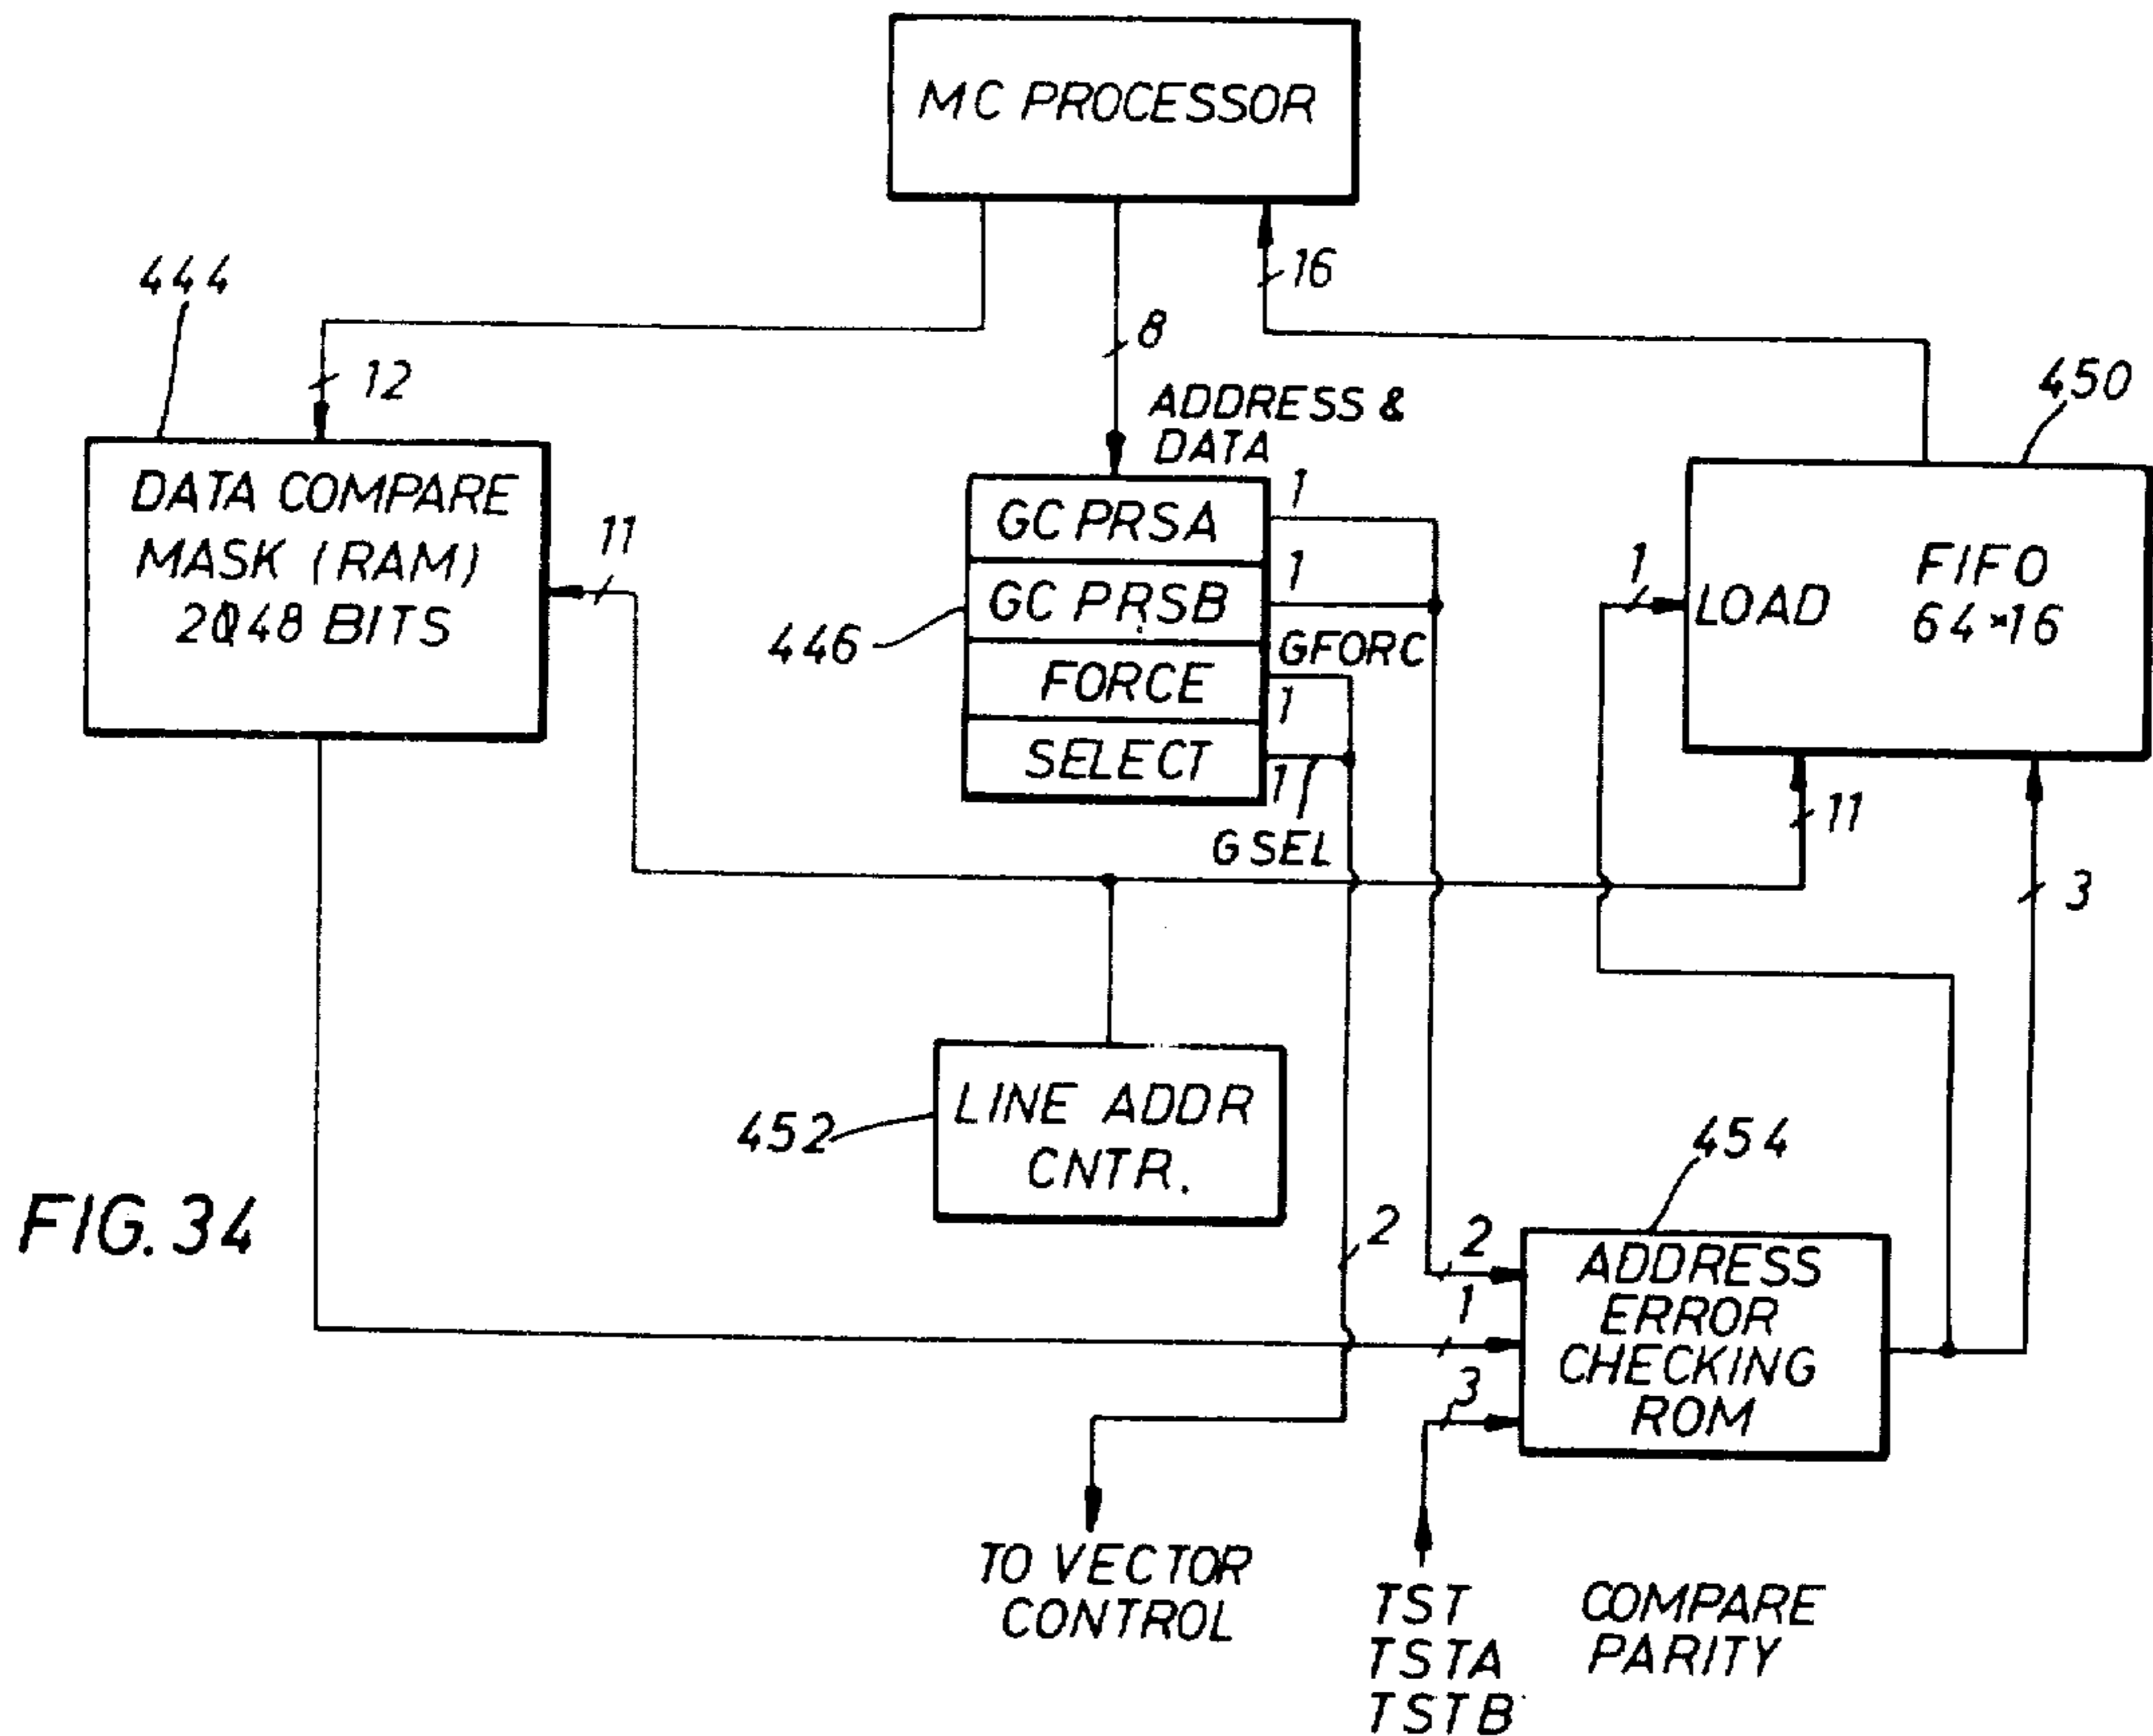 MC PROCESSOR
444
12
8
16
ADDRESS &
DATA
450
DATA COMPARE
MASK (RAM)
2048 BITS
11
446
GC PRSA
GC PRSB
FORCE
SELECT
1
1
GFORC
1
1
GSEL
1
LOAD
FIFO
64×16
11
3
452
LINE ADDR
CNTR.
454
FIG. 34
2
2
1
3
ADDRESS
ERROR
CHECKING
ROM
TO VECTOR
CONTROL
TST
TSTA
TSTB
COMPARE
PARITY